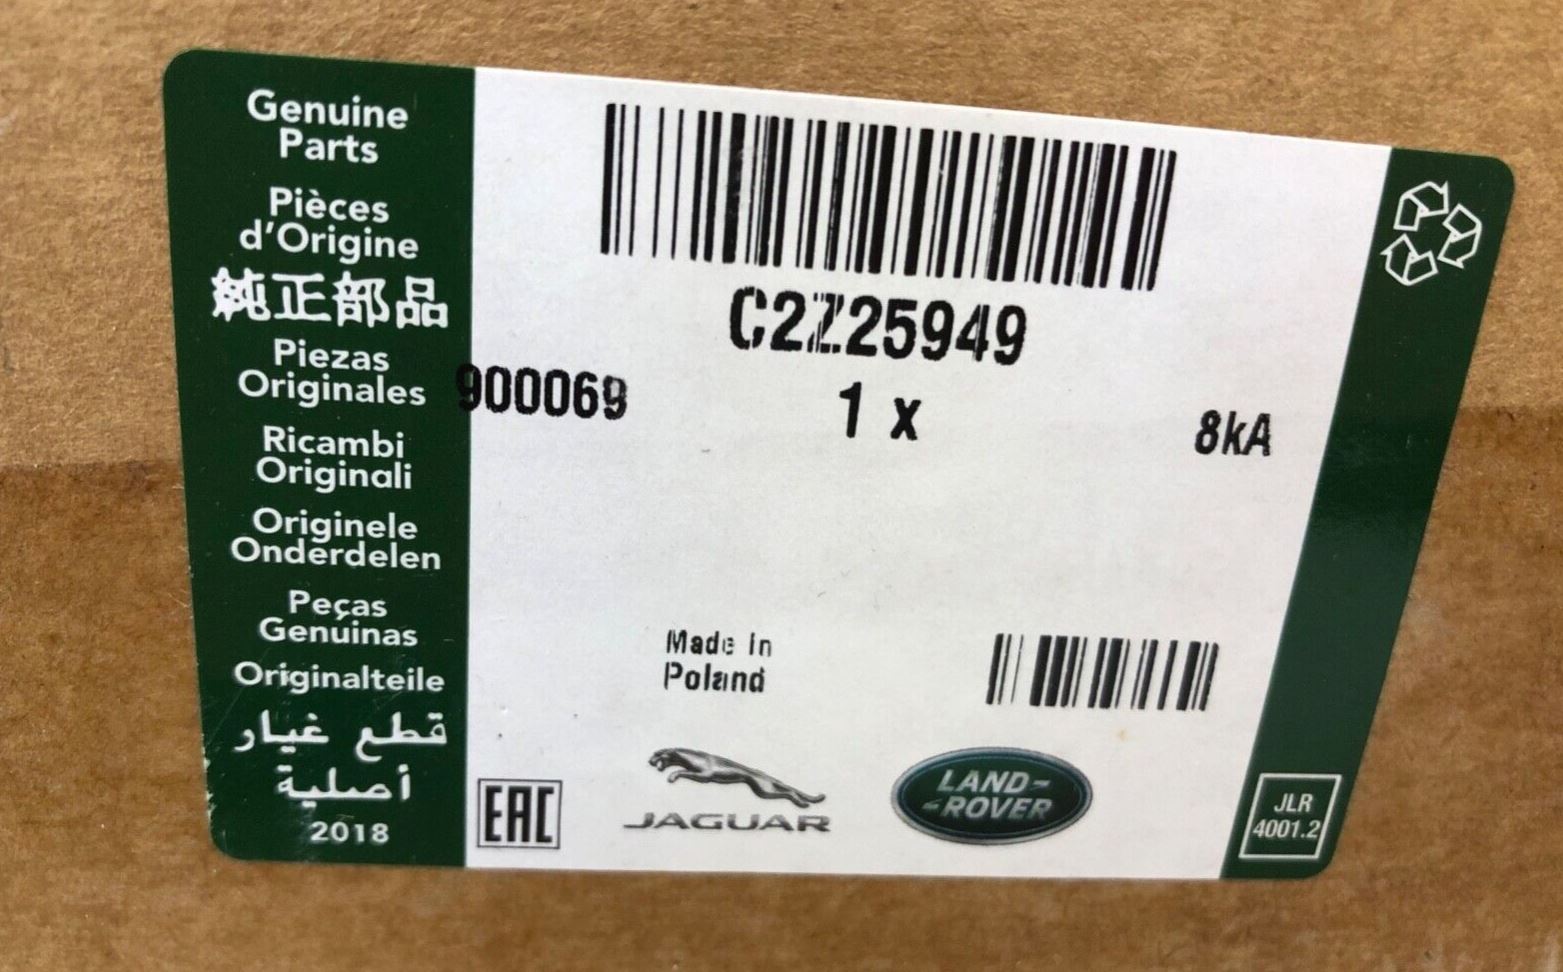 Genuine
Parts
Pièces
d'Origine
純正部品
Piezas
Originales
Ricambi
Originali
Originele
Onderdelen
Peças
Genuinas
Originalteile
قطع غيار
أصلية
2018
C2Z25949
900069
1 x
8kA
Made in
Poland
EAC
JAGUAR
LAND-
-ROVER
JLR
4001.2